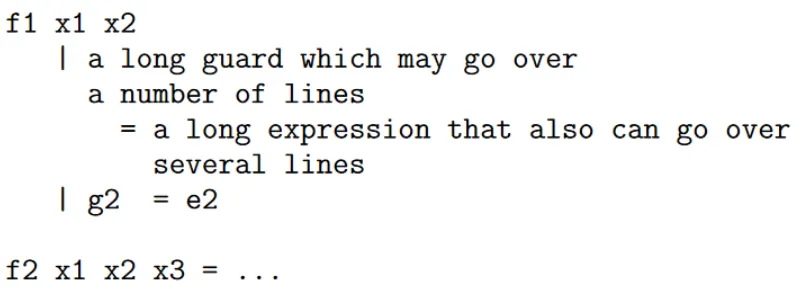 f1 x1 x2
   | a long guard which may go over
     a number of lines
       = a long expression that also can go over
         several lines
   | g2  = e2

f2 x1 x2 x3 = ...